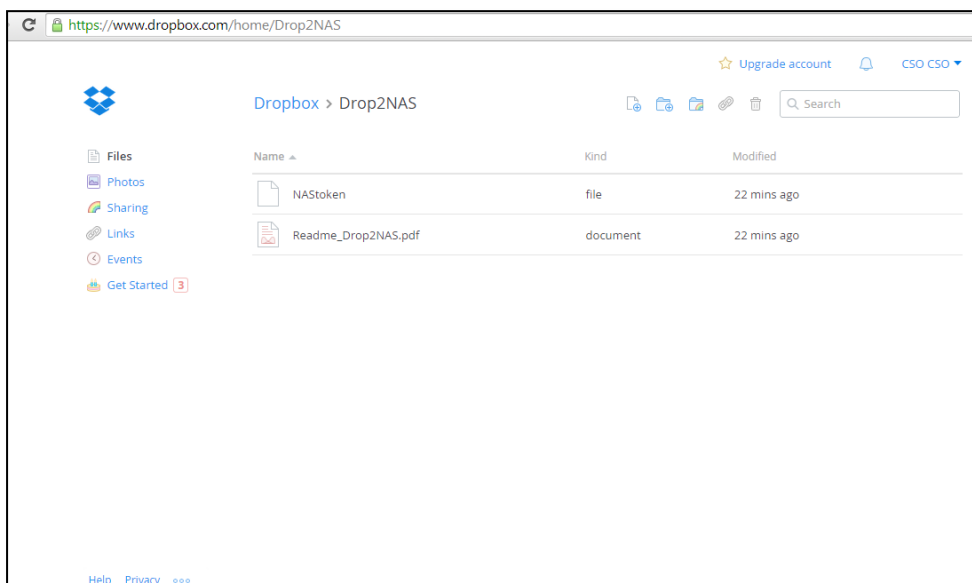 https://www.dropbox.com/home/Drop2NAS
Upgrade account CSO CSO
Dropbox > Drop2NAS Search
Files
Photos
Sharing
Links
Events
Get Started 3
Name Kind Modified
NAStoken file 22 mins ago
Readme_Drop2NAS.pdf document 22 mins ago
Help Privacy